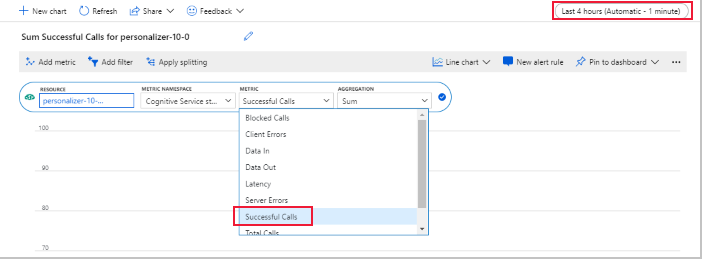 New chart Refresh Share Feedback Last 4 hours (Automatic - 1 minute)
Sum Successful Calls for personalizer-10-0
Add metric Add filter Apply splitting Line chart New alert rule Pin to dashboard ...
RESOURCE METRIC NAMESPACE METRIC AGGREGATION
personalizer-10-... Cognitive Service st... Successful Calls Sum
Blocked Calls
100
Client Errors
Data In
Data Out
90
Latency
Server Errors
80
Successful Calls
Total Calls
70